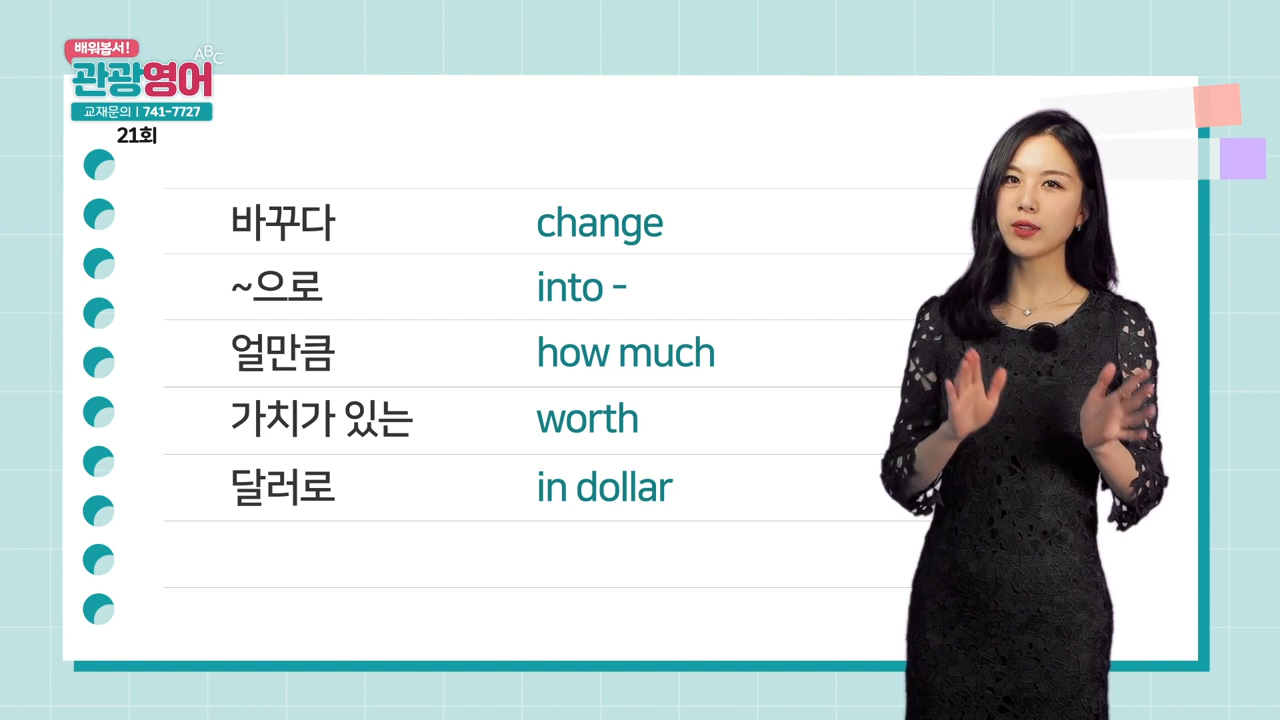 배워봅서!
ABC
관광영어
교재문의 | 741-7727
21회
바꾸다 change
~으로 into -
얼만큼 how much
가치가 있는 worth
달러로 in dollar